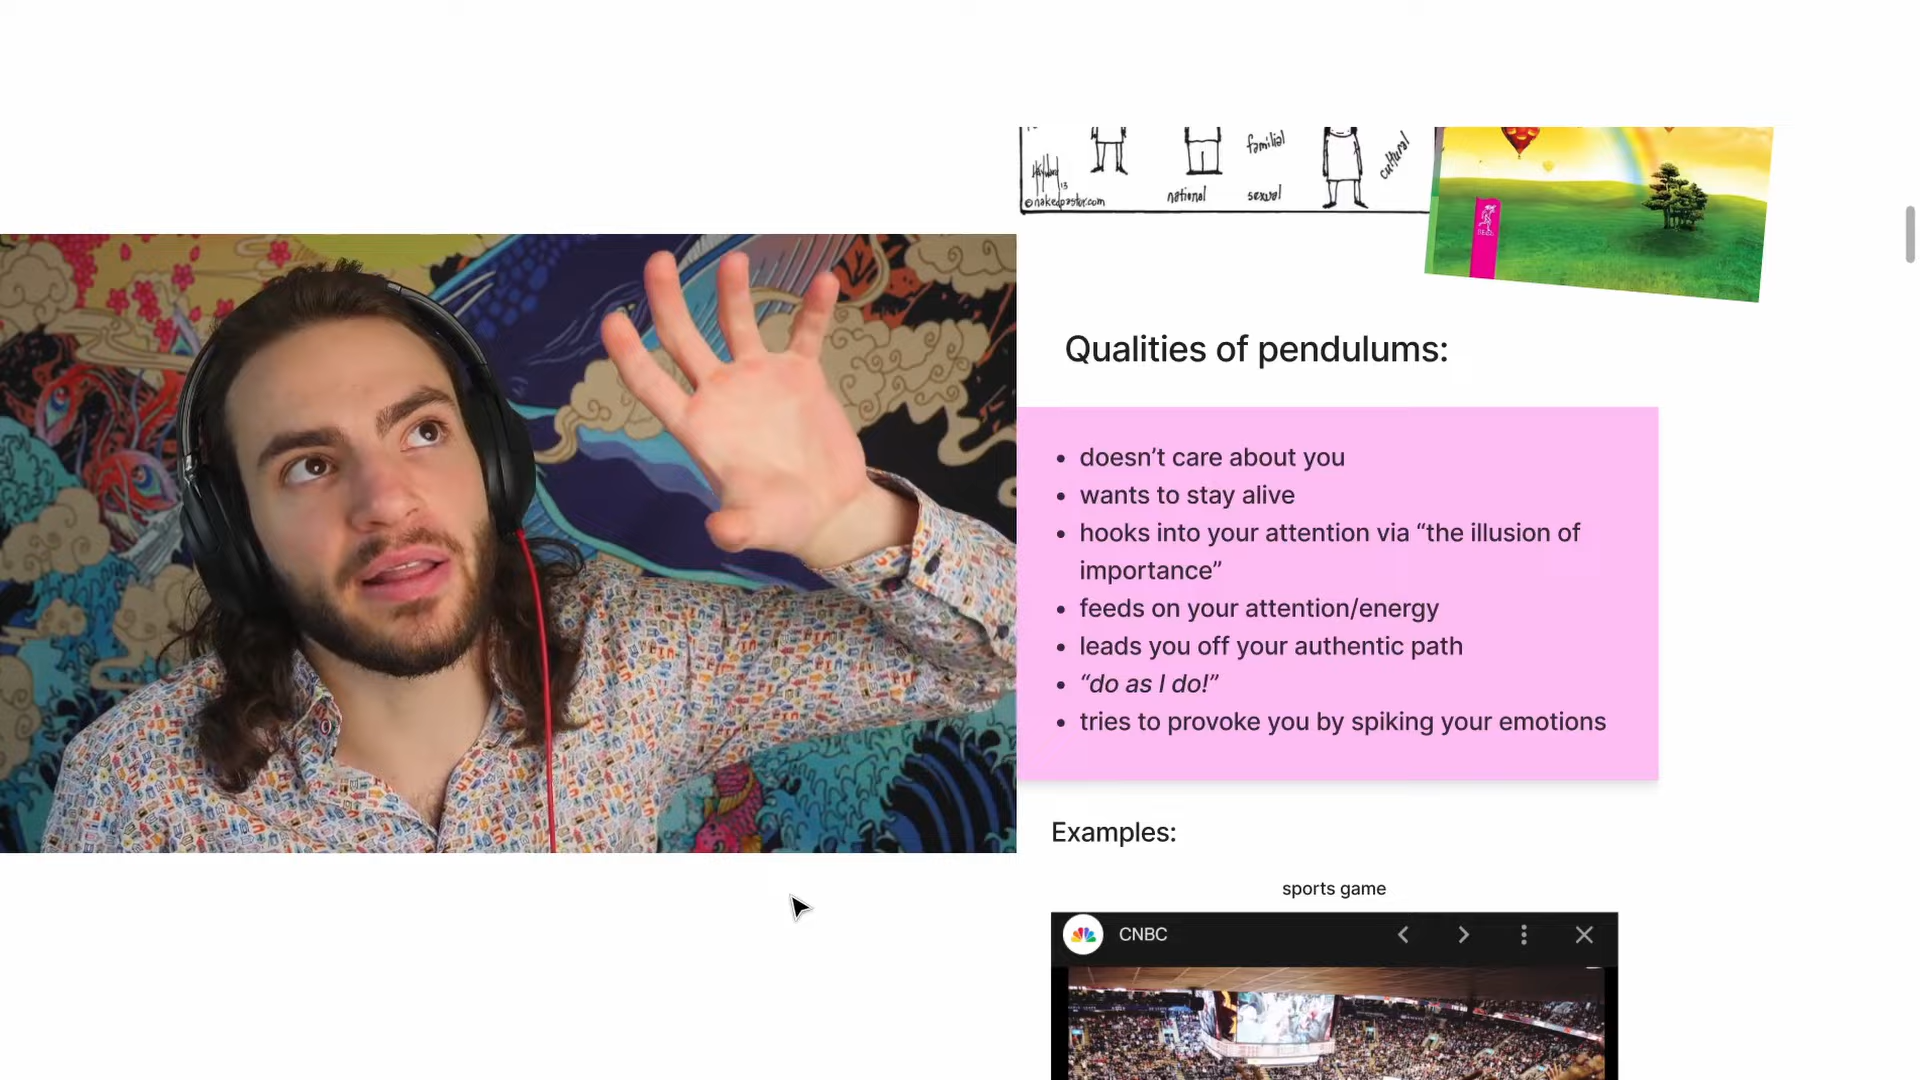 familial
cultural
national
sexual
© nakedpastor.com
Qualities of pendulums:
• doesn’t care about you
• wants to stay alive
• hooks into your attention via “the illusion of
importance”
• feeds on your attention/energy
• leads you off your authentic path
• “do as I do!”
• tries to provoke you by spiking your emotions
Examples:
sports game
CNBC